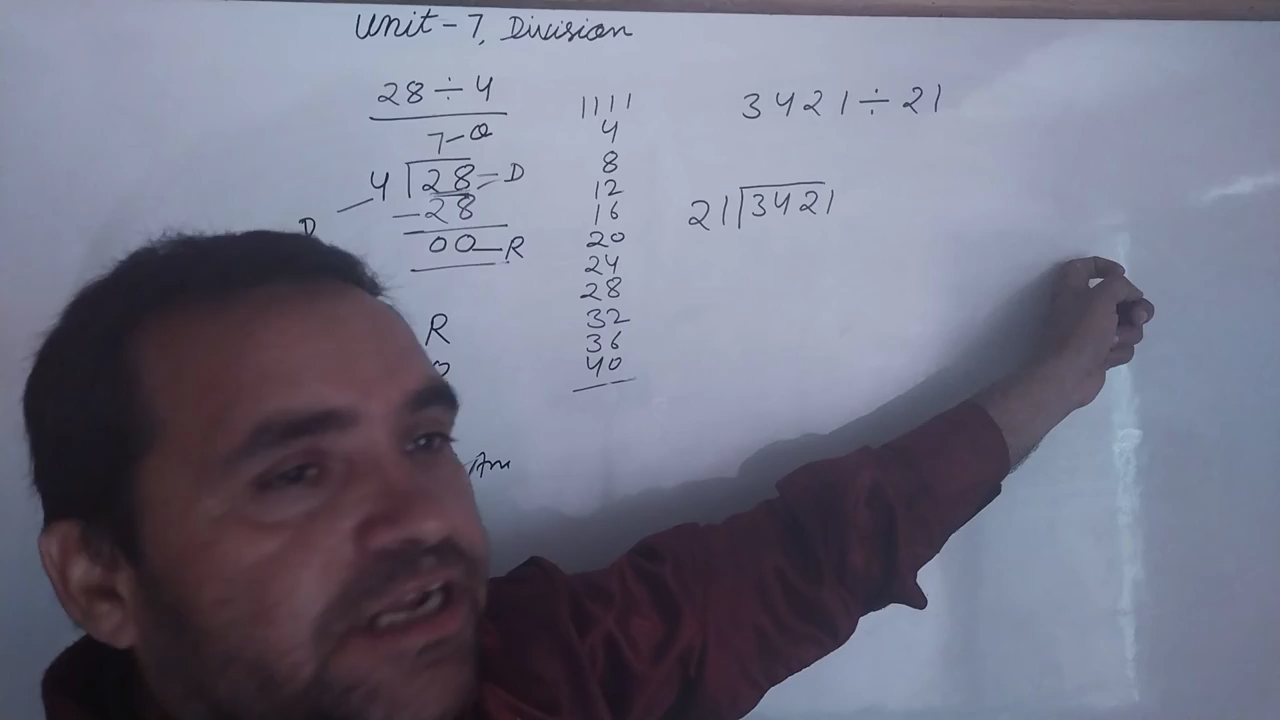 Unit-7, Division
28÷4
7-Q
4 28 = D
-28
00 - R
R
Am
1111
4
8
12
16
20
24
28
32
36
40
3421÷21
21 3421